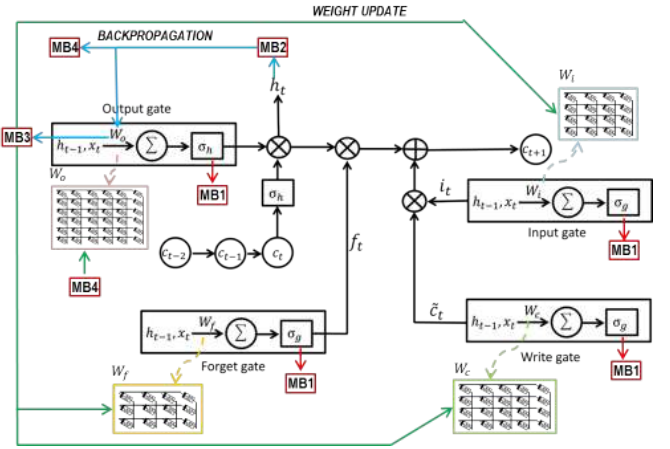 WEIGHT UPDATE
BACKPROPAGATION
MB4
MB2
h_t
W_i
Output gate
MB3
h_{t-1}, x_t
W_o
∑
σ_h
MB1
c_{t+1}
W_o
σ_h
i_t
h_{t-1}, x_t
W_i
∑
σ_g
Input gate
MB1
c_{t-2}
c_{t-1}
c_t
f_t
MB4
c̃_t
h_{t-1}, x_t
W_f
∑
σ_g
Forget gate
MB1
h_{t-1}, x_t
W_c
∑
σ_g
Write gate
MB1
W_f
W_c